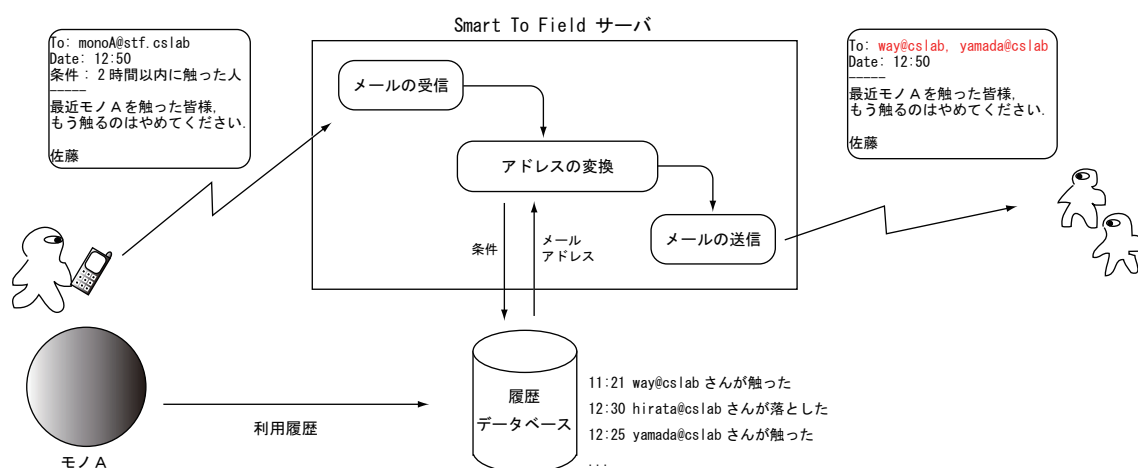 Smart To Field サーバ
To: monoA@stf.cslab
Date: 12:50
条件：２時間以内に触った人
-----
最近モノＡを触った皆様,
もう触るのはやめてください.
佐藤
メールの受信
アドレスの変換
メールの送信
条件
メール
アドレス
To: way@cslab, yamada@cslab
Date: 12:50
-----
最近モノＡを触った皆様,
もう触るのはやめてください.
佐藤
モノＡ
利用履歴
履歴
データベース
11:21 way@cslab さんが触った
12:30 hirata@cslab さんが落とした
12:25 yamada@cslab さんが触った
...